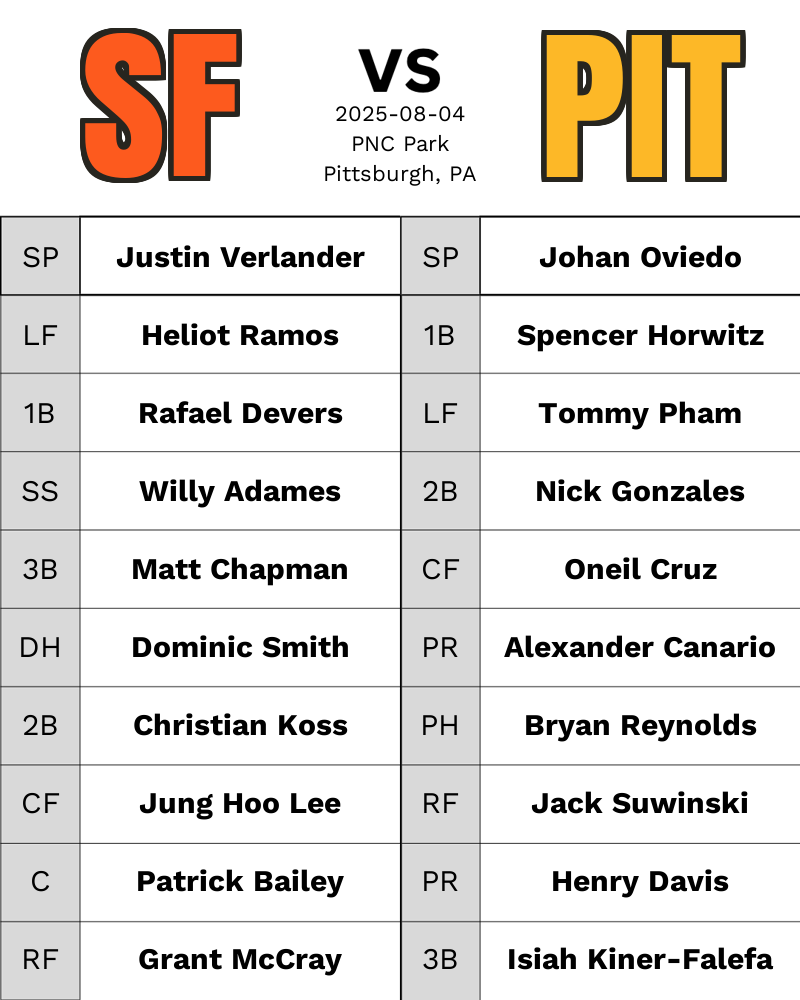 SF
VS
PIT
2025-08-04
PNC Park
Pittsburgh, PA
SP Justin Verlander SP Johan Oviedo
LF Heliot Ramos 1B Spencer Horwitz
1B Rafael Devers LF Tommy Pham
SS Willy Adames 2B Nick Gonzales
3B Matt Chapman CF Oneil Cruz
DH Dominic Smith PR Alexander Canario
2B Christian Koss PH Bryan Reynolds
CF Jung Hoo Lee RF Jack Suwinski
C Patrick Bailey PR Henry Davis
RF Grant McCray 3B Isiah Kiner-Falefa